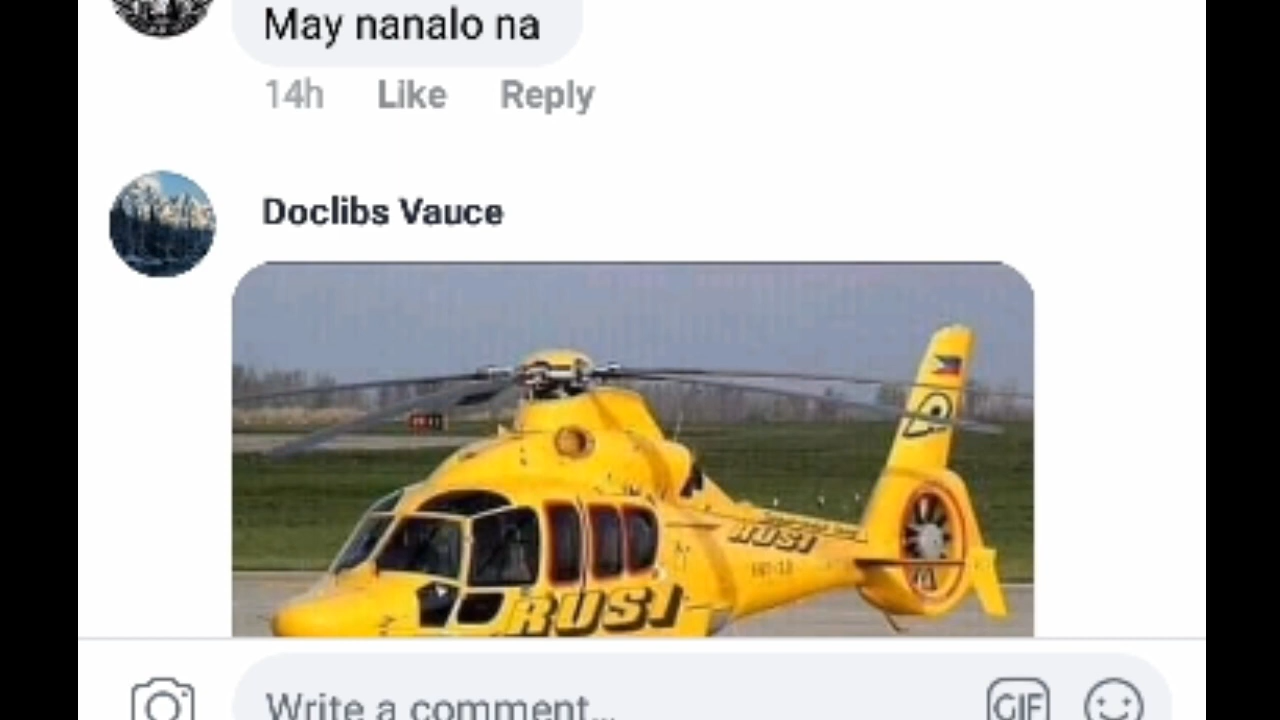 May nanalo na
14h Like Reply
Doclibs Vauce
RUSI
RUSI
Write a comment...
GIF